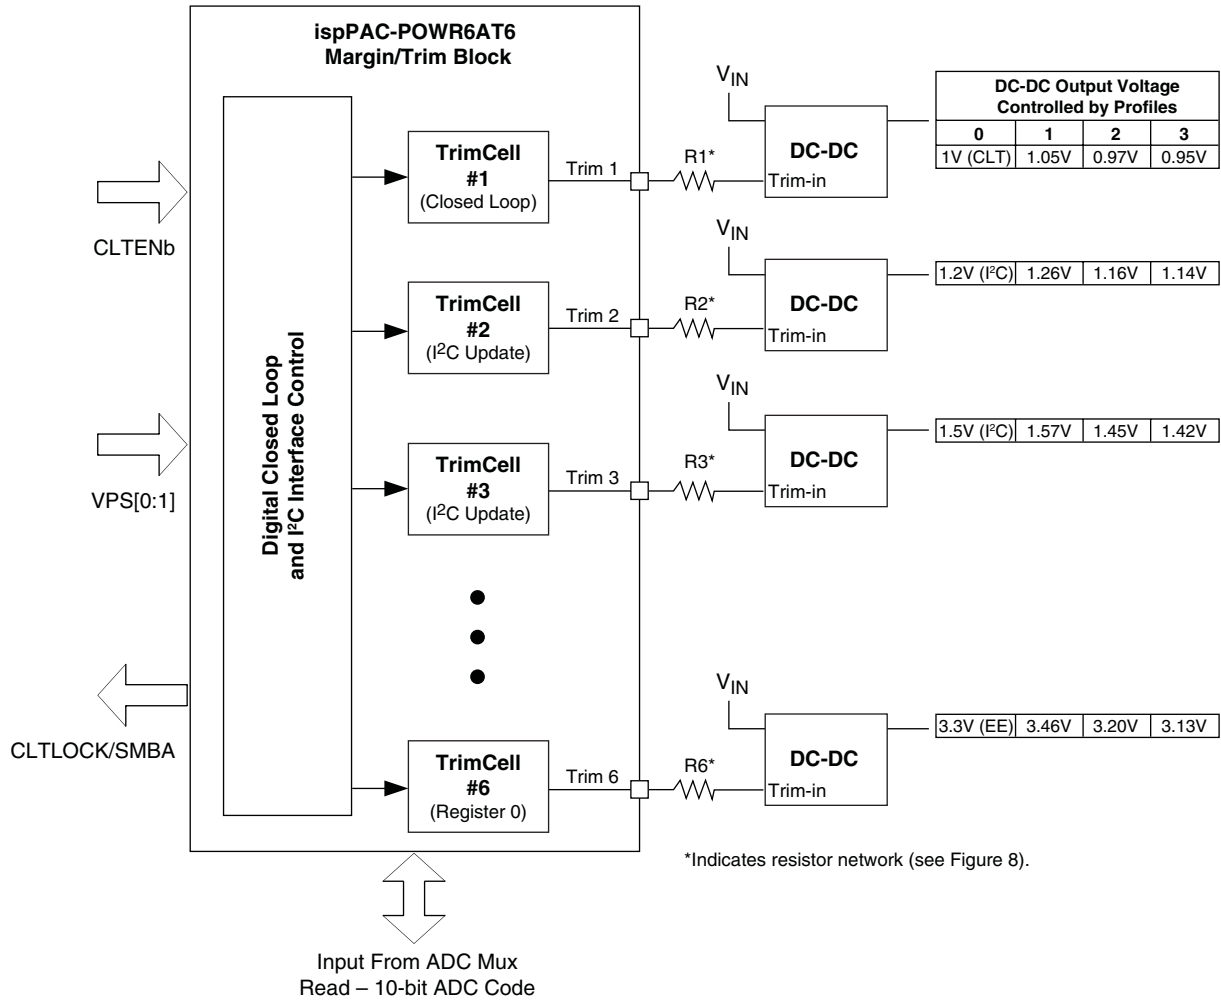 ispPAC-POWR6AT6
Margin/Trim Block
Digital Closed Loop
and I²C Interface Control
CLTENb
VPS[0:1]
CLTLOCK/SMBA
TrimCell
#1
(Closed Loop)
Trim 1
R1*
VIN
DC-DC
Trim-in
DC-DC Output Voltage
Controlled by Profiles
0 1 2 3
1V (CLT) 1.05V 0.97V 0.95V
TrimCell
#2
(I²C Update)
Trim 2
R2*
VIN
DC-DC
Trim-in
1.2V (I²C) 1.26V 1.16V 1.14V
TrimCell
#3
(I²C Update)
Trim 3
R3*
VIN
DC-DC
Trim-in
1.5V (I²C) 1.57V 1.45V 1.42V
TrimCell
#6
(Register 0)
Trim 6
R6*
VIN
DC-DC
Trim-in
3.3V (EE) 3.46V 3.20V 3.13V
*Indicates resistor network (see Figure 8).
Input From ADC Mux
Read – 10-bit ADC Code